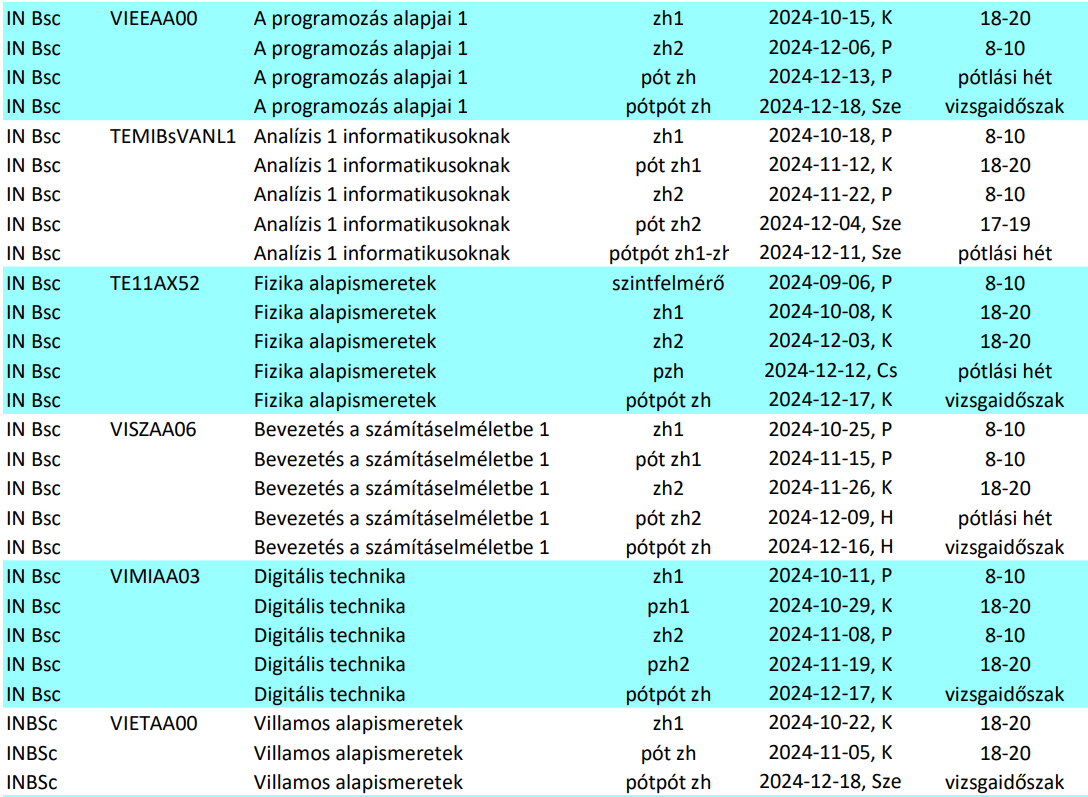 IN Bsc VIEEAA00 A programozás alapjai 1 zh1 2024-10-15, K 18-20
IN Bsc A programozás alapjai 1 zh2 2024-12-06, P 8-10
IN Bsc A programozás alapjai 1 pót zh 2024-12-13, P pótlási hét
IN Bsc A programozás alapjai 1 pótpót zh 2024-12-18, Sze vizsgaidőszak
IN Bsc TEMIBsVANL1 Analízis 1 informatikusoknak zh1 2024-10-18, P 8-10
IN Bsc Analízis 1 informatikusoknak pót zh1 2024-11-12, K 18-20
IN Bsc Analízis 1 informatikusoknak zh2 2024-11-22, P 8-10
IN Bsc Analízis 1 informatikusoknak pót zh2 2024-12-04, Sze 17-19
IN Bsc Analízis 1 informatikusoknak pótpót zh1-zh 2024-12-11, Sze pótlási hét
IN Bsc TE11AX52 Fizika alapismeretek szintfelmérő 2024-09-06, P 8-10
IN Bsc Fizika alapismeretek zh1 2024-10-08, K 18-20
IN Bsc Fizika alapismeretek zh2 2024-12-03, K 18-20
IN Bsc Fizika alapismeretek pzh 2024-12-12, Cs pótlási hét
IN Bsc Fizika alapismeretek pótpót zh 2024-12-17, K vizsgaidőszak
IN Bsc VISZAA06 Bevezetés a számításelméletbe 1 zh1 2024-10-25, P 8-10
IN Bsc Bevezetés a számításelméletbe 1 pót zh1 2024-11-15, P 8-10
IN Bsc Bevezetés a számításelméletbe 1 zh2 2024-11-26, K 18-20
IN Bsc Bevezetés a számításelméletbe 1 pót zh2 2024-12-09, H pótlási hét
IN Bsc Bevezetés a számításelméletbe 1 pótpót zh 2024-12-16, H vizsgaidőszak
IN Bsc VIMIAA03 Digitális technika zh1 2024-10-11, P 8-10
IN Bsc Digitális technika pzh1 2024-10-29, K 18-20
IN Bsc Digitális technika zh2 2024-11-08, P 8-10
IN Bsc Digitális technika pzh2 2024-11-19, K 18-20
IN Bsc Digitális technika pótpót zh 2024-12-17, K vizsgaidőszak
INBSc VIETAA00 Villamos alapismeretek zh1 2024-10-22, K 18-20
INBSc Villamos alapismeretek pót zh 2024-11-05, K 18-20
INBSc Villamos alapismeretek pótpót zh 2024-12-18, Sze vizsgaidőszak